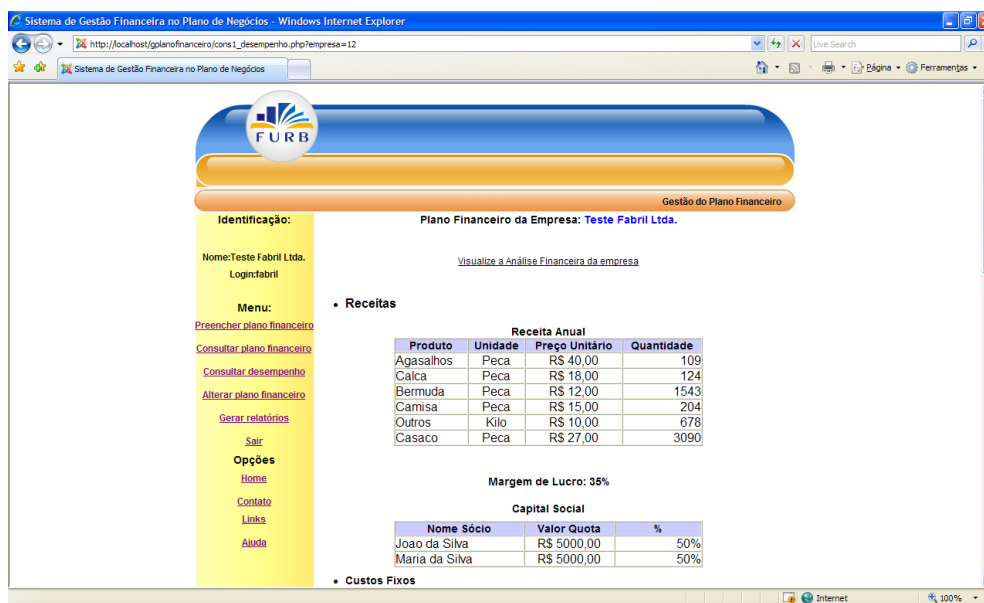 Sistema de Gestão Financeira no Plano de Negócios - Windows Internet Explorer
http://localhost/gplanofinanceiro/cons1_desempenho.php?empresa=12
Live Search
Sistema de Gestão Financeira no Plano de Negócios
Página
Ferramentas
FURB
Gestão do Plano Financeiro
Identificação:
Nome:Teste Fabril Ltda.
Login:fabril
Menu:
Preencher plano financeiro
Consultar plano financeiro
Consultar desempenho
Alterar plano financeiro
Gerar relatórios
Sair
Opções
Home
Contato
Links
Ajuda
Plano Financeiro da Empresa: Teste Fabril Ltda.
Visualize a Análise Financeira da empresa
• Receitas
Receita Anual
Produto Unidade Preço Unitário Quantidade
Agasalhos Peca R$ 40,00 109
Calca Peca R$ 18,00 124
Bermuda Peca R$ 12,00 1543
Camisa Peca R$ 15,00 204
Outros Kilo R$ 10,00 678
Casaco Peca R$ 27,00 3090
Margem de Lucro: 35%
Capital Social
Nome Sócio Valor Quota %
Joao da Silva R$ 5000,00 50%
Maria da Silva R$ 5000,00 50%
• Custos Fixos
Internet
100%